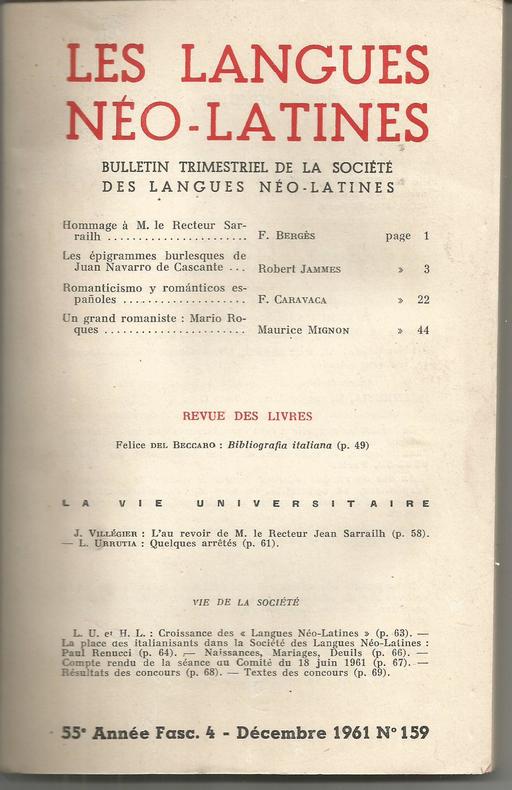 LES LANGUES
NÉO-LATINES
BULLETIN TRIMESTRIEL DE LA SOCIÉTÉ
DES LANGUES NÉO-LATINES
Hommage à M. le Recteur Sar-
railh ...................... F. BERGÈS page 1
Les épigrammes burlesques de
Juan Navarro de Cascante ... Robert JAMMES » 3
Romanticismo y románticos es-
pañoles ................... F. CARAVACA » 22
Un grand romaniste : Mario Ro-
ques ...................... Maurice MIGNON » 44
REVUE DES LIVRES
Felice DEL BECCARO : Bibliografia italiana (p. 49)
LA VIE UNIVERSITAIRE
J. VILLÉGIER : L'au revoir de M. le Recteur Jean Sarrailh (p. 58).
— L. URRUTIA : Quelques arrêtés (p. 61).
VIE DE LA SOCIÉTÉ
L. U. et H. L. : Croissance des « Langues Néo-Latines » (p. 63). —
La place des italianisants dans la Société des Langues Néo-Latines :
Paul Renucci (p. 64). — Naissances, Mariages, Deuils (p. 66). —
Compte rendu de la séance au Comité du 18 juin 1961 (p. 67). —
Résultats des concours (p. 68). — Textes des concours (p. 69).
55e Année Fasc. 4 - Décembre 1961 N° 159